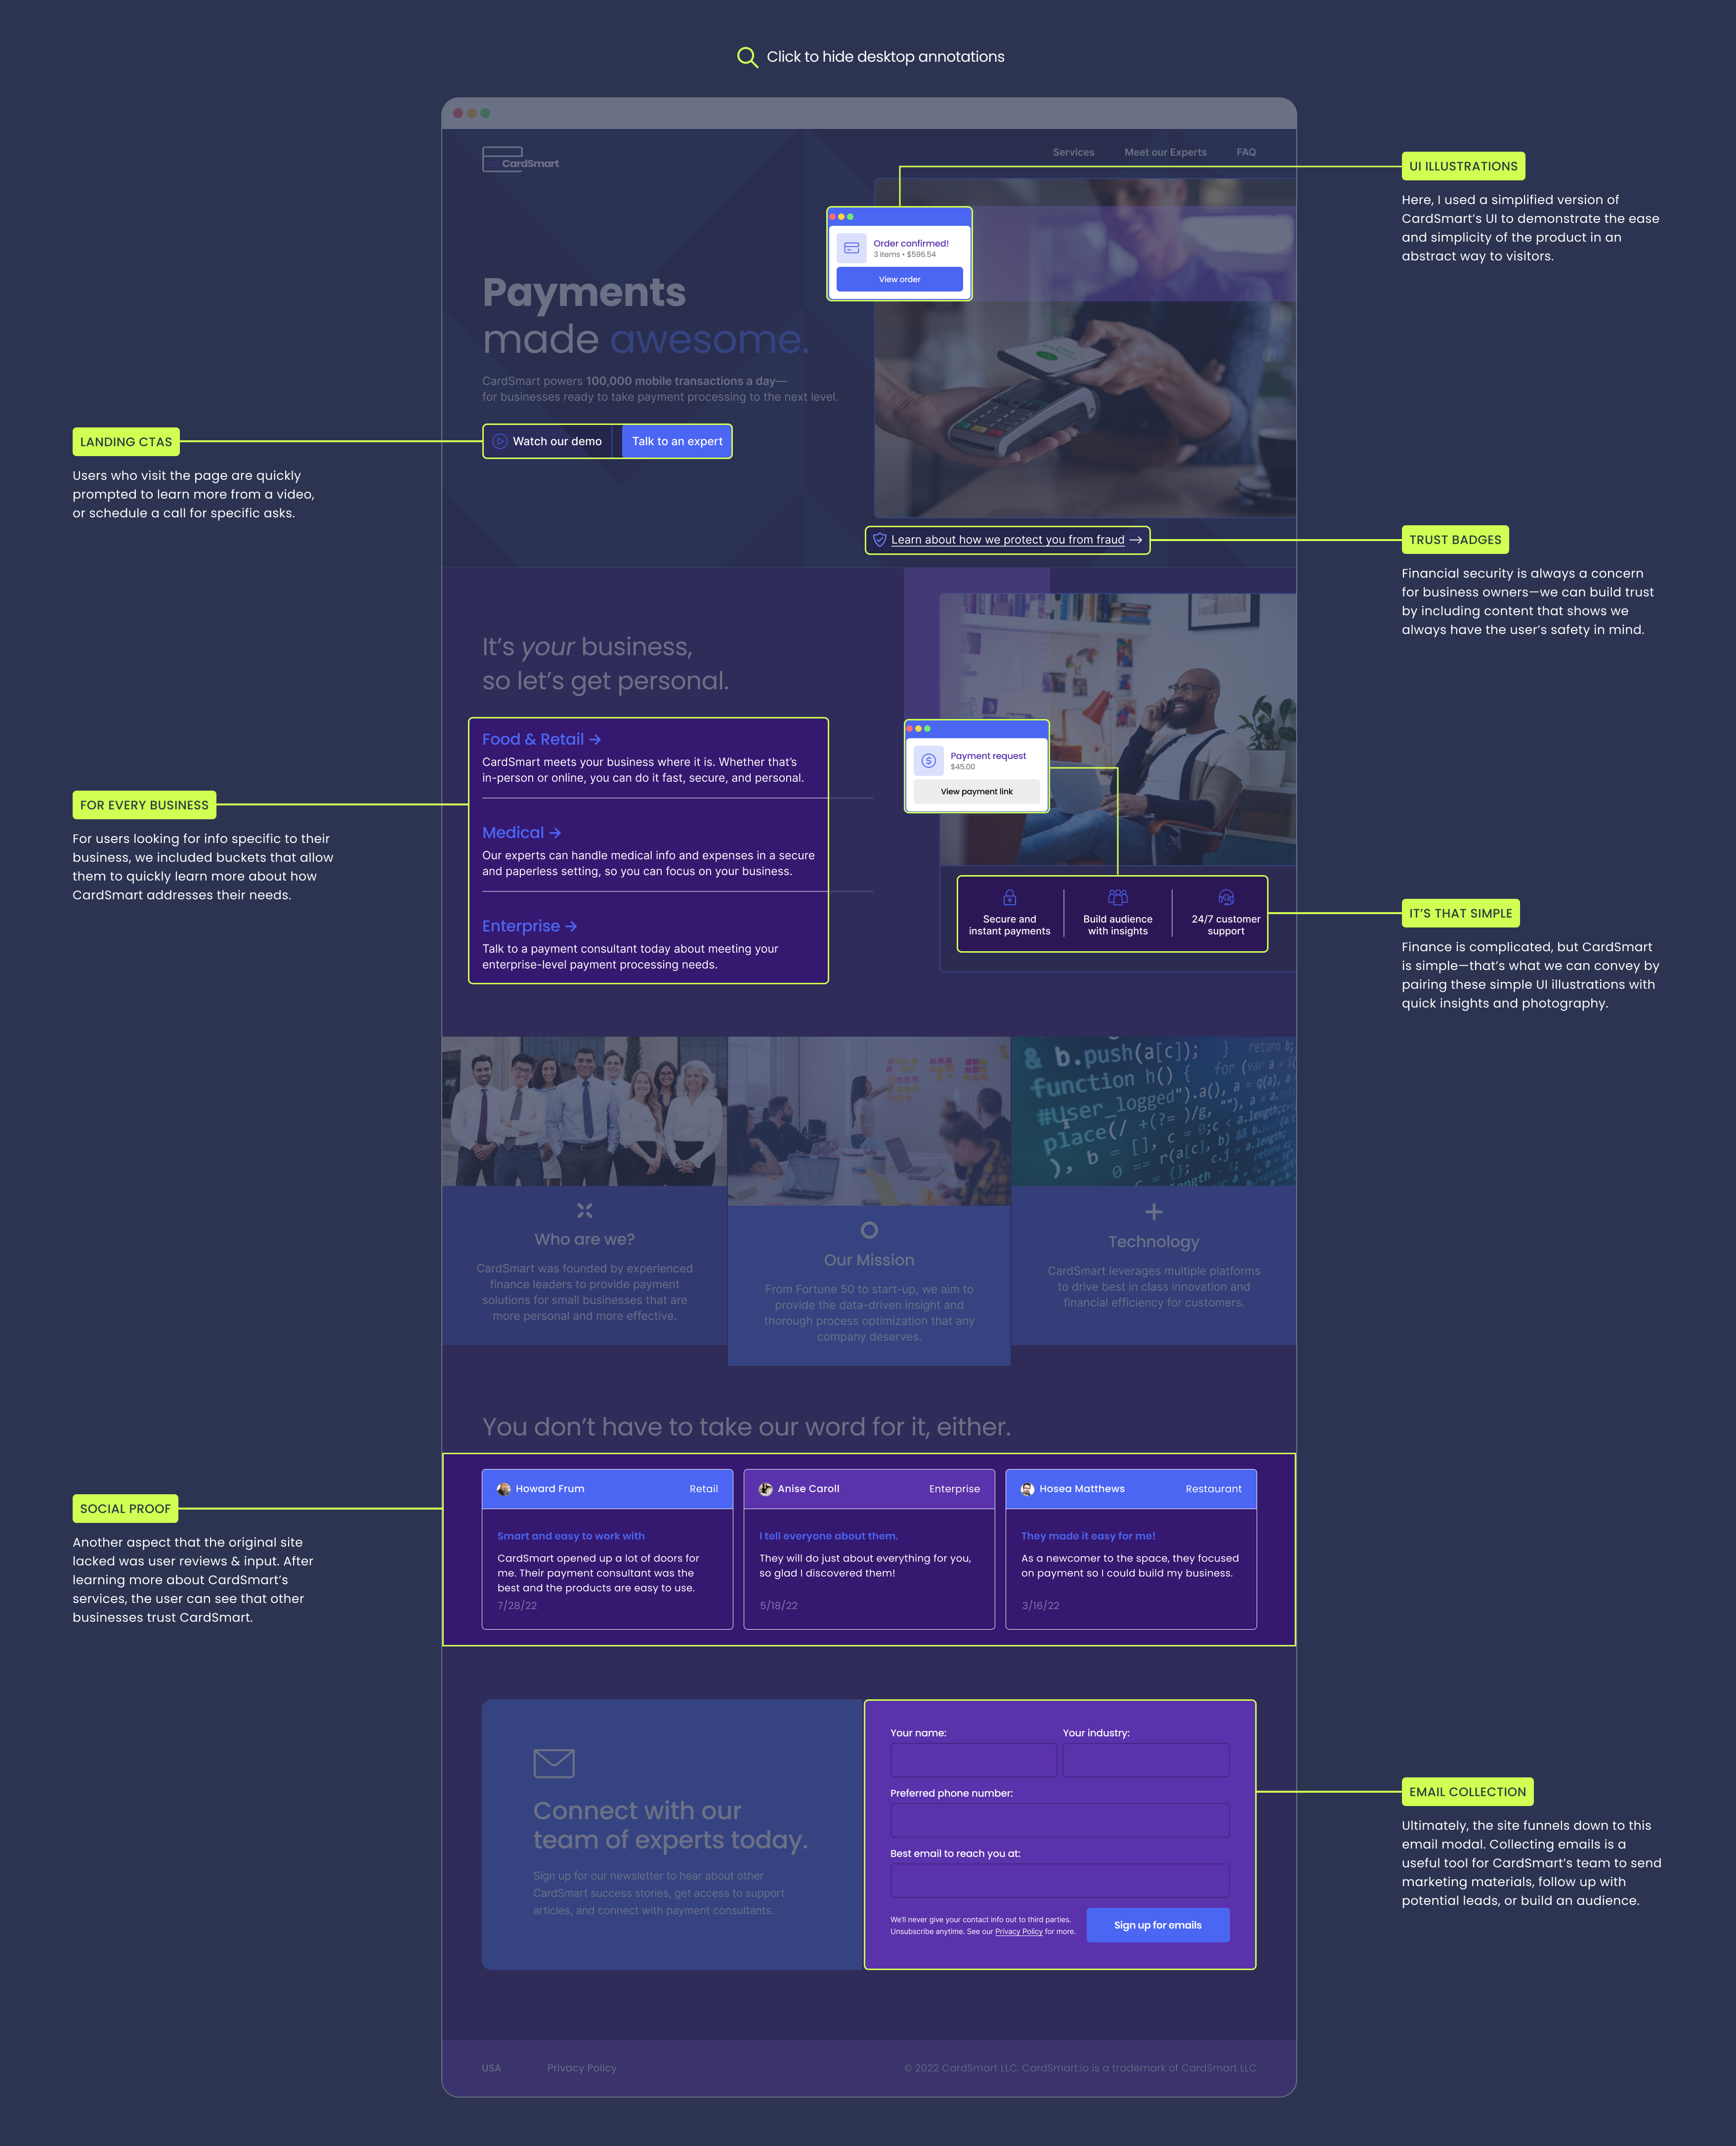 Click to hide desktop annotations
CardSmart
Services
Meet our Experts
FAQ
UI ILLUSTRATIONS
Here, I used a simplified version of
CardSmart’s UI to demonstrate the ease
and simplicity of the product in an
abstract way to visitors.
Order confirmed!
3 items • $596.54
View order
Payments
made awesome.
CardSmart powers 100,000 mobile transactions a day—
for businesses ready to take payment processing to the next level.
LANDING CTAS
Users who visit the page are quickly
prompted to learn more from a video,
or schedule a call for specific asks.
Watch our demo
Talk to an expert
Learn about how we protect you from fraud →
TRUST BADGES
Financial security is always a concern
for business owners—we can build trust
by including content that shows we
always have the user’s safety in mind.
It’s your business,
so let’s get personal.
FOR EVERY BUSINESS
For users looking for info specific to their
business, we included buckets that allow
them to quickly learn more about how
CardSmart addresses their needs.
Food & Retail →
CardSmart meets your business where it is. Whether that’s
in-person or online, you can do it fast, secure, and personal.
Medical →
Our experts can handle medical info and expenses in a secure
and paperless setting, so you can focus on your business.
Enterprise →
Talk to a payment consultant today about meeting your
enterprise-level payment processing needs.
Payment request
$45.00
View payment link
Secure and
instant payments
Build audience
with insights
24/7 customer
support
IT’S THAT SIMPLE
Finance is complicated, but CardSmart
is simple—that’s what we can convey by
pairing these simple UI illustrations with
quick insights and photography.
& b.push(a[c]); } return b;
function h() { for (var a =
#User_logged").a(), a = q(a), a
place(/ +(?= )/g, ""), a = a.
), b = [], c = 0;c < a.length;c
0 == r(a[c], b)
Who are we?
CardSmart was founded by experienced
finance leaders to provide payment
solutions for small businesses that are
more personal and more effective.
Our Mission
From Fortune 50 to start-up, we aim to
provide the data-driven insight and
thorough process optimization that any
company deserves.
Technology
CardSmart leverages multiple platforms
to drive best in class innovation and
financial efficiency for customers.
You don’t have to take our word for it, either.
SOCIAL PROOF
Another aspect that the original site
lacked was user reviews & input. After
learning more about CardSmart’s
services, the user can see that other
businesses trust CardSmart.
Howard Frum
Retail
Smart and easy to work with
CardSmart opened up a lot of doors for
me. Their payment consultant was the
best and the products are easy to use.
7/28/22
Anise Caroll
Enterprise
I tell everyone about them.
They will do just about everything for you,
so glad I discovered them!
5/18/22
Hosea Matthews
Restaurant
They made it easy for me!
As a newcomer to the space, they focused
on payment so I could build my business.
3/16/22
Connect with our
team of experts today.
Sign up for our newsletter to hear about other
CardSmart success stories, get access to support
articles, and connect with payment consultants.
Your name:
Your industry:
Preferred phone number:
Best email to reach you at:
We’ll never give your contact info out to third parties.
Unsubscribe anytime. See our Privacy Policy for more.
Sign up for emails
EMAIL COLLECTION
Ultimately, the site funnels down to this
email modal. Collecting emails is a
useful tool for CardSmart’s team to send
marketing materials, follow up with
potential leads, or build an audience.
USA
Privacy Policy
© 2022 CardSmart LLC. CardSmart.io is a trademark of CardSmart LLC